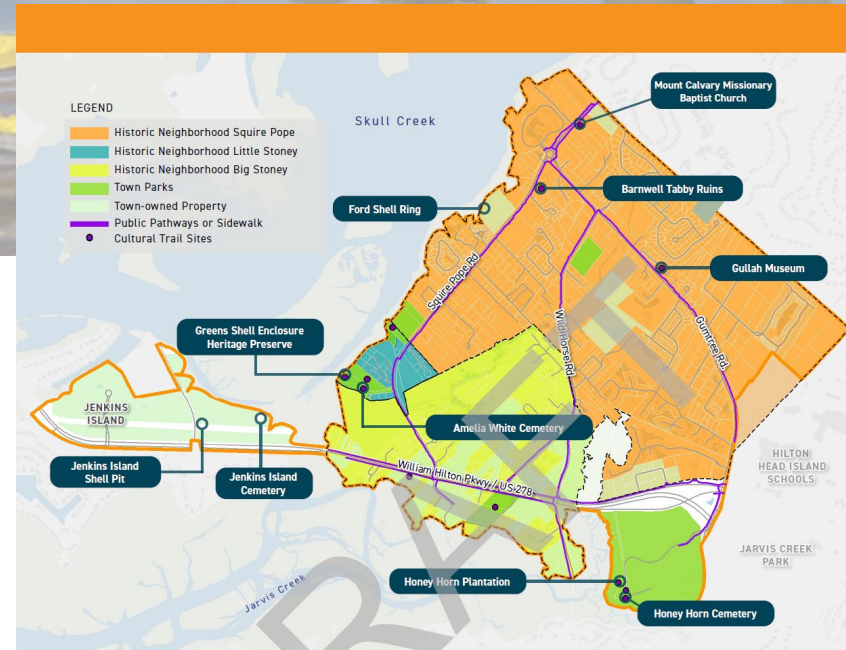 LEGEND
Historic Neighborhood Squire Pope
Historic Neighborhood Little Stoney
Historic Neighborhood Big Stoney
Town Parks
Town-owned Property
Public Pathways or Sidewalk
Cultural Trail Sites
Skull Creek
Mount Calvary Missionary
Baptist Church
Barnwell Tabby Ruins
Ford Shell Ring
Gullah Museum
Squire Pope Rd
Wild Horse Rd
Gumtree Rd.
Greens Shell Enclosure
Heritage Preserve
JENKINS
ISLAND
Amelia White Cemetery
Jenkins Island
Shell Pit
Jenkins Island
Cemetery
William Hilton Pkwy / US 278
HILTON
HEAD ISLAND
SCHOOLS
JARVIS CREEK
PARK
Jarvis Creek
Honey Horn Plantation
Honey Horn Cemetery
DRAFT